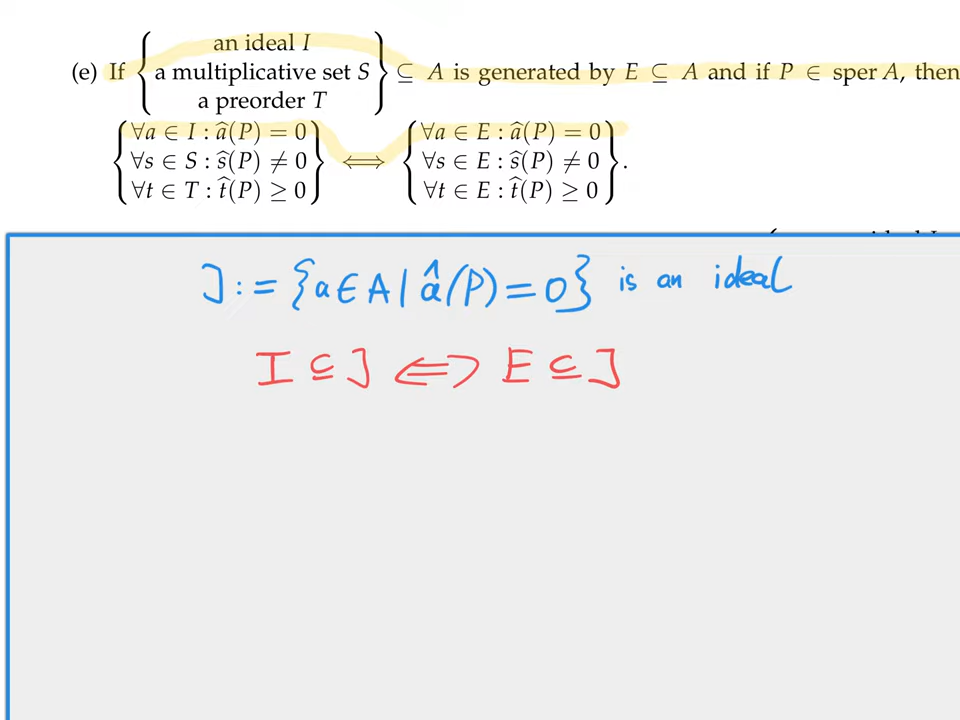 (e) If { an ideal I
a multiplicative set S
a preorder T } ⊆ A is generated by E ⊆ A and if P ∈ sper A, then
{ ∀a ∈ I : â(P) = 0
∀s ∈ S : ŝ(P) ≠ 0
∀t ∈ T : t̂(P) ≥ 0 } ⟺ { ∀a ∈ E : â(P) = 0
∀s ∈ E : ŝ(P) ≠ 0
∀t ∈ E : t̂(P) ≥ 0 }.
J := {a ∈ A | â(P) = 0} is an ideal
I ⊆ J ⟺ E ⊆ J